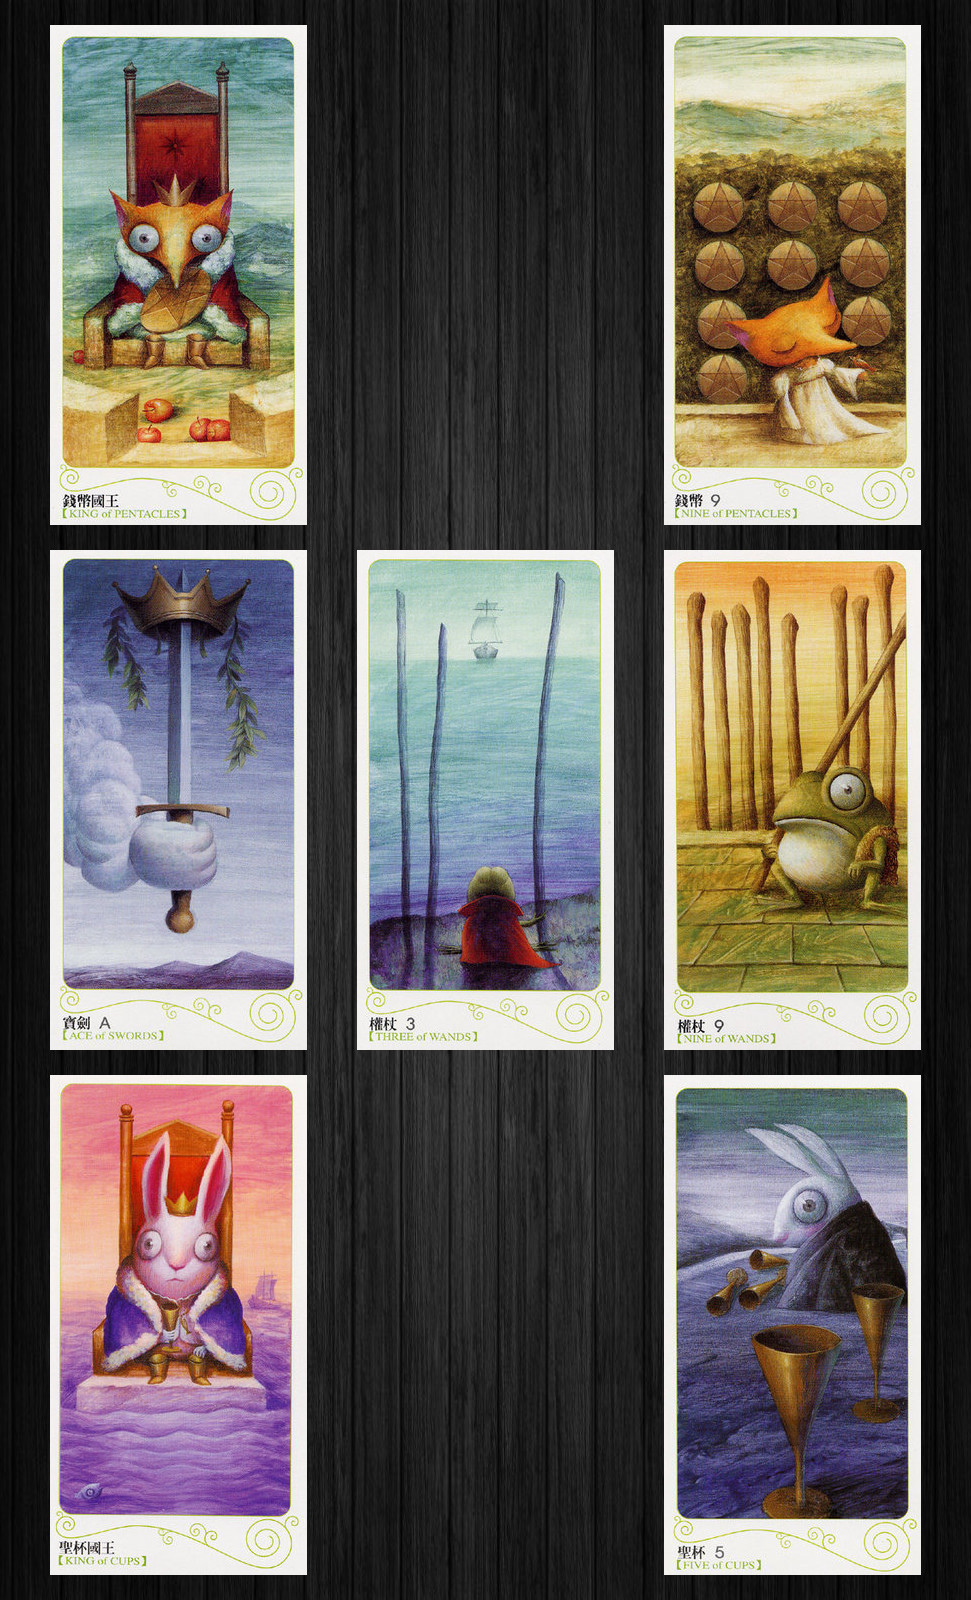 錢幣國王
【KING of PENTACLES】
錢幣 9
【NINE of PENTACLES】
寶劍 A
【ACE of SWORDS】
權杖 3
【THREE of WANDS】
權杖 9
【NINE of WANDS】
聖杯國王
【KING of CUPS】
聖杯 5
【FIVE of CUPS】